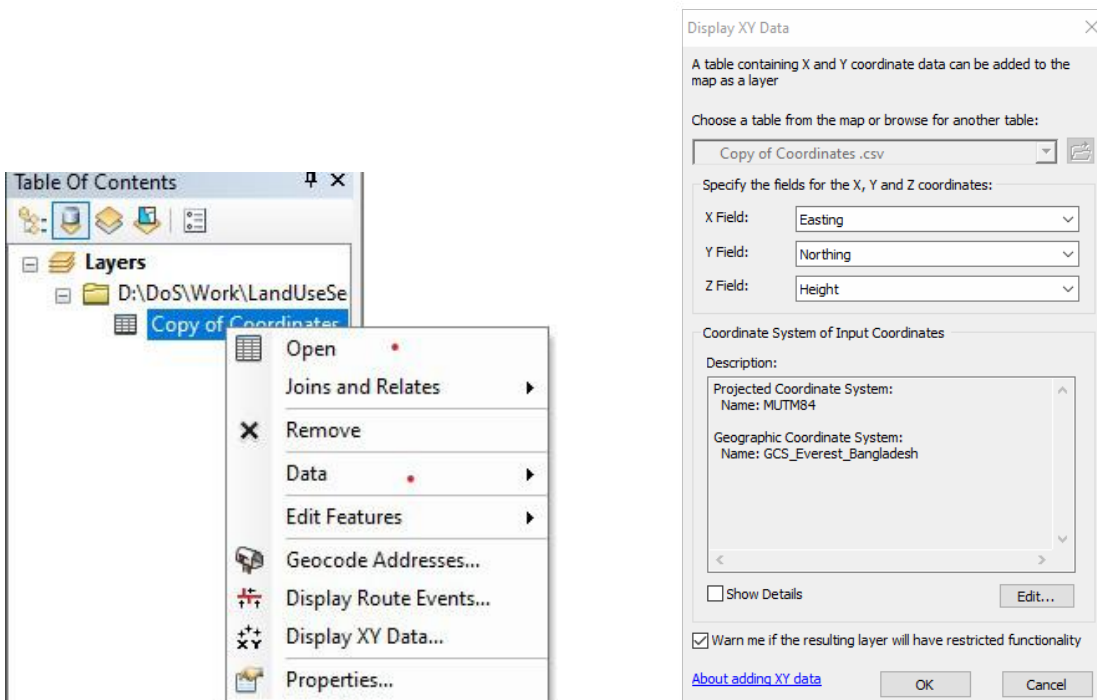 Table Of Contents
Layers
D:\DoS\Work\LandUseSe
Copy of Coordinates
Open
Joins and Relates
Remove
Data
Edit Features
Geocode Addresses...
Display Route Events...
Display XY Data...
Properties...
Display XY Data
A table containing X and Y coordinate data can be added to the
map as a layer
Choose a table from the map or browse for another table:
Copy of Coordinates .csv
Specify the fields for the X, Y and Z coordinates:
X Field: Easting
Y Field: Northing
Z Field: Height
Coordinate System of Input Coordinates
Description:
Projected Coordinate System:
Name: MUTM84
Geographic Coordinate System:
Name: GCS_Everest_Bangladesh
Show Details
Edit...
Warn me if the resulting layer will have restricted functionality
About adding XY data
OK
Cancel